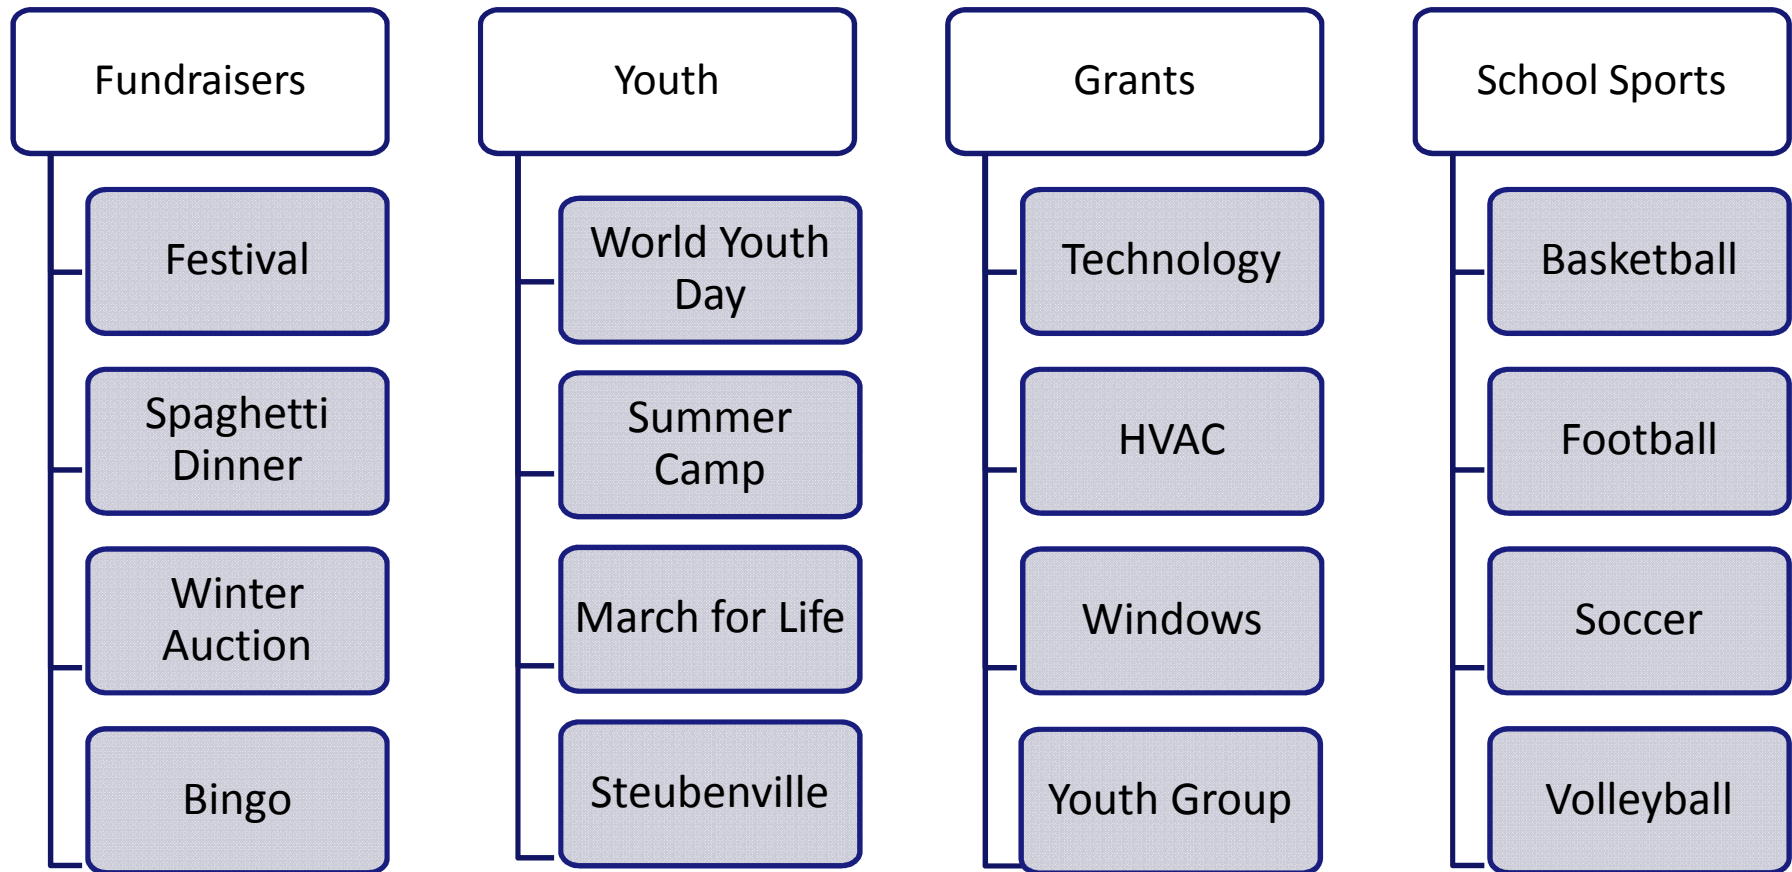 Fundraisers
Festival
Spaghetti
Dinner
Winter
Auction
Bingo
Youth
World Youth
Day
Summer
Camp
March for Life
Steubenville
Grants
Technology
HVAC
Windows
Youth Group
School Sports
Basketball
Football
Soccer
Volleyball